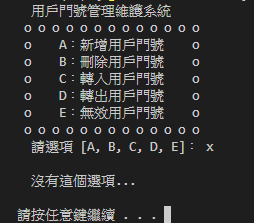 用戶門號管理維護系統
o o o o o o o o o o o o o
o A：新增用戶門號 o
o B：刪除用戶門號 o
o C：轉入用戶門號 o
o D：轉出用戶門號 o
o E：無效用戶門號 o
o o o o o o o o o o o o o
請選項 [A, B, C, D, E]： x
沒有這個選項...
請按任意鍵繼續 . . .